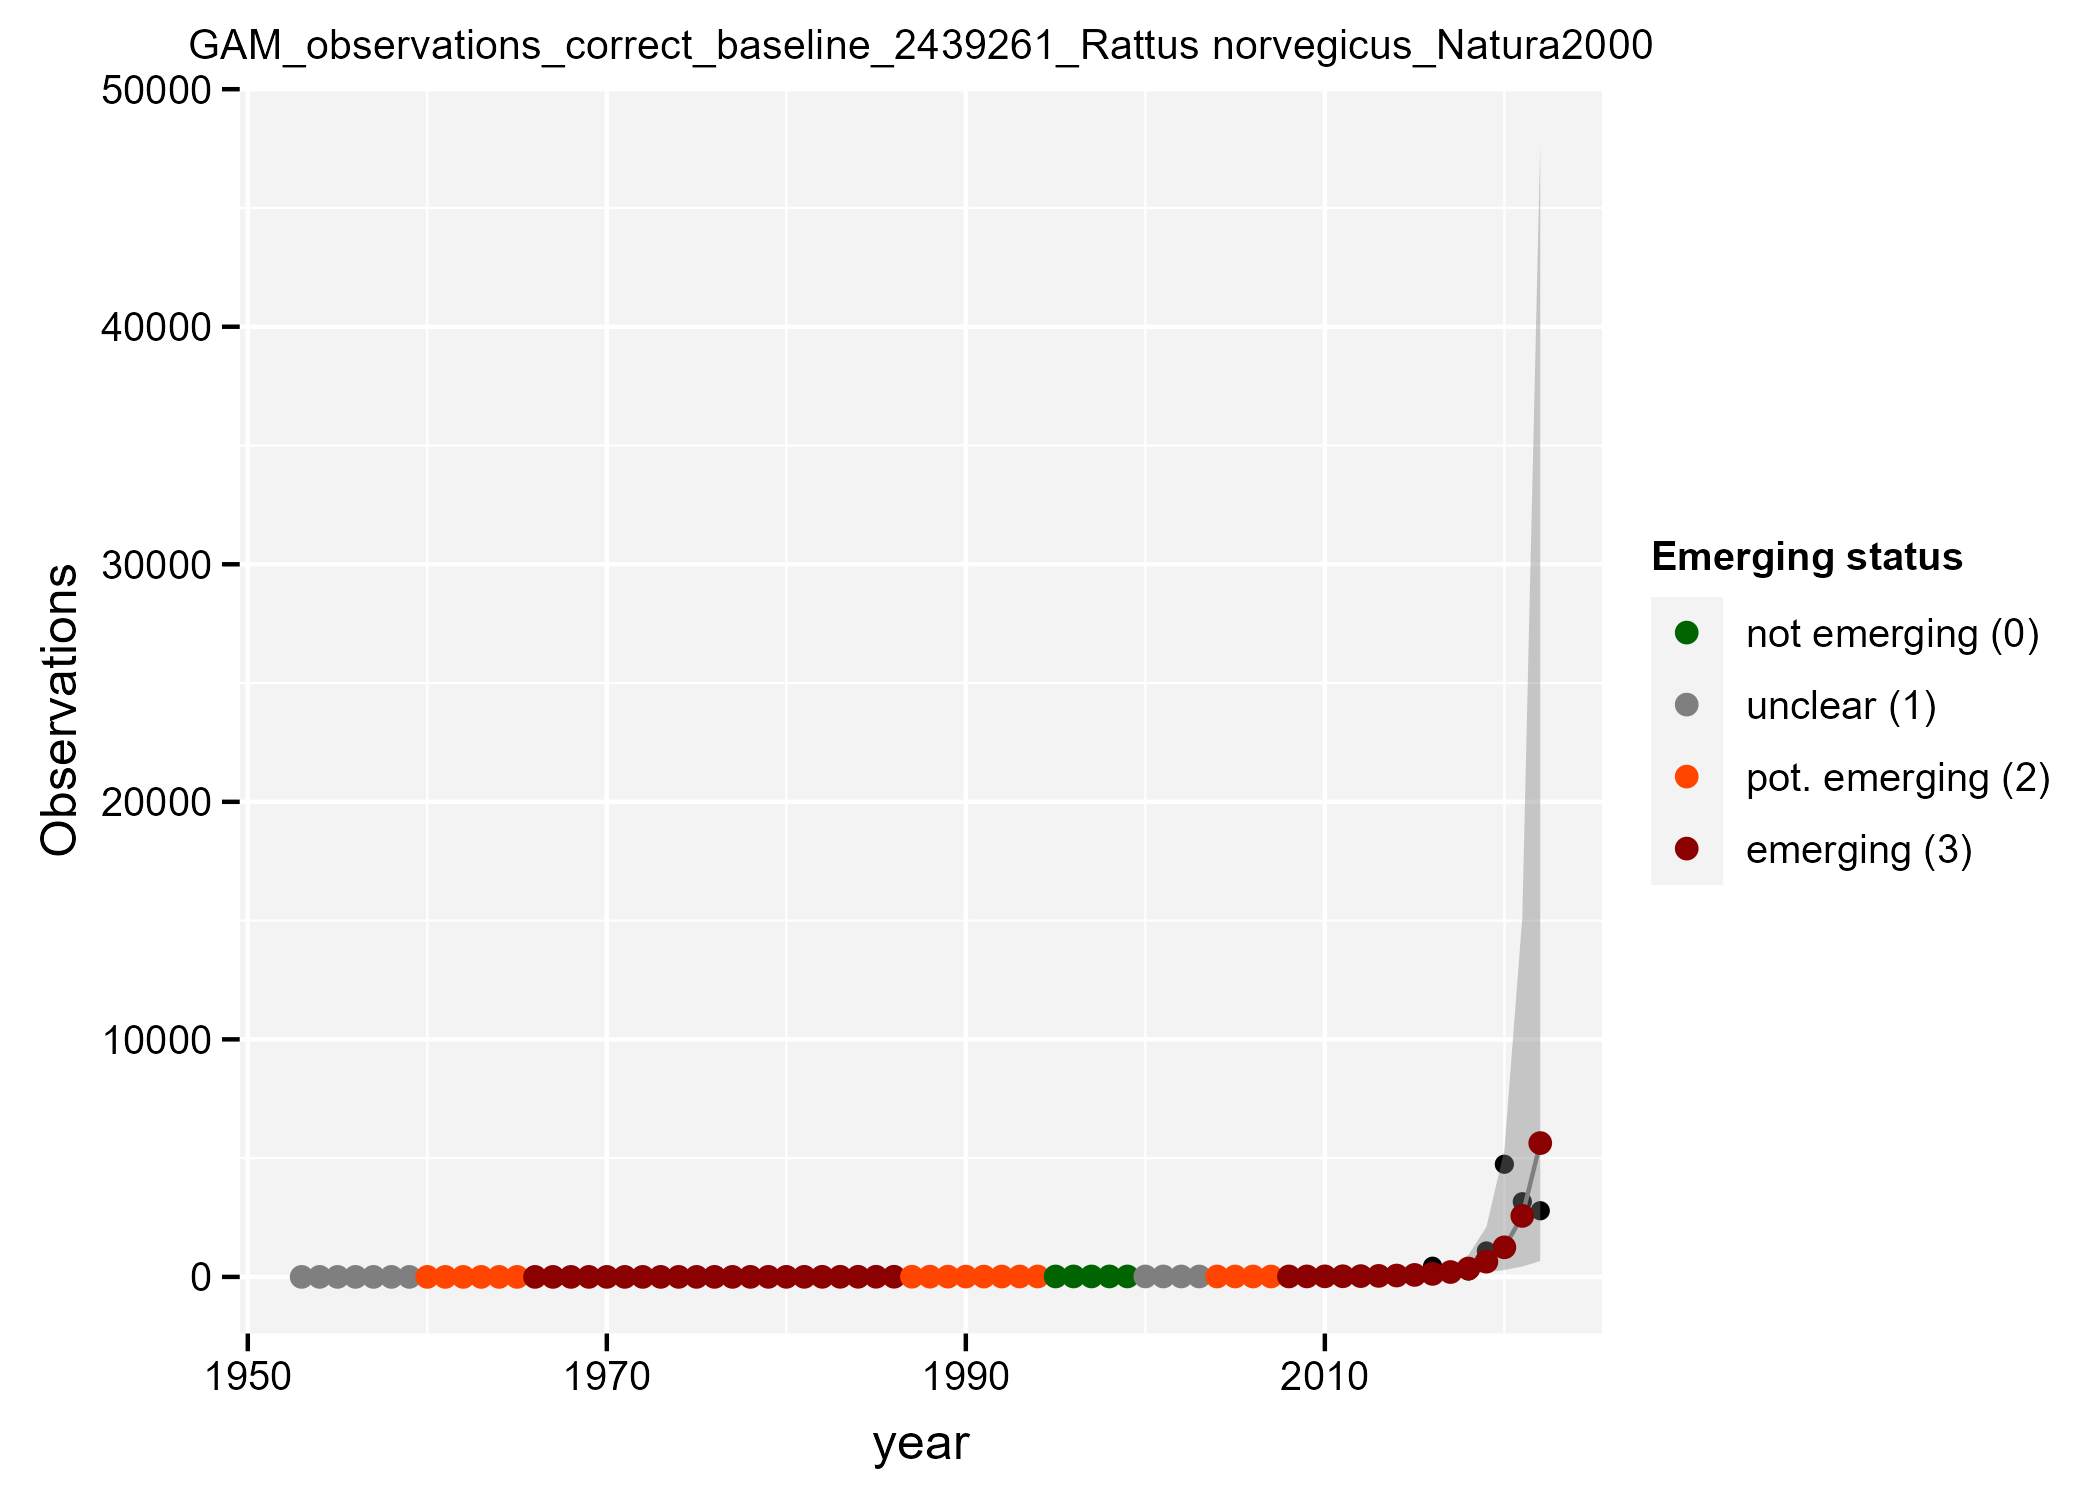 GAM_observations_correct_baseline_2439261_Rattus norvegicus_Natura2000
50000
40000
30000
20000
10000
0
Observations
1950
1970
1990
2010
year
Emerging status
not emerging (0)
unclear (1)
pot. emerging (2)
emerging (3)